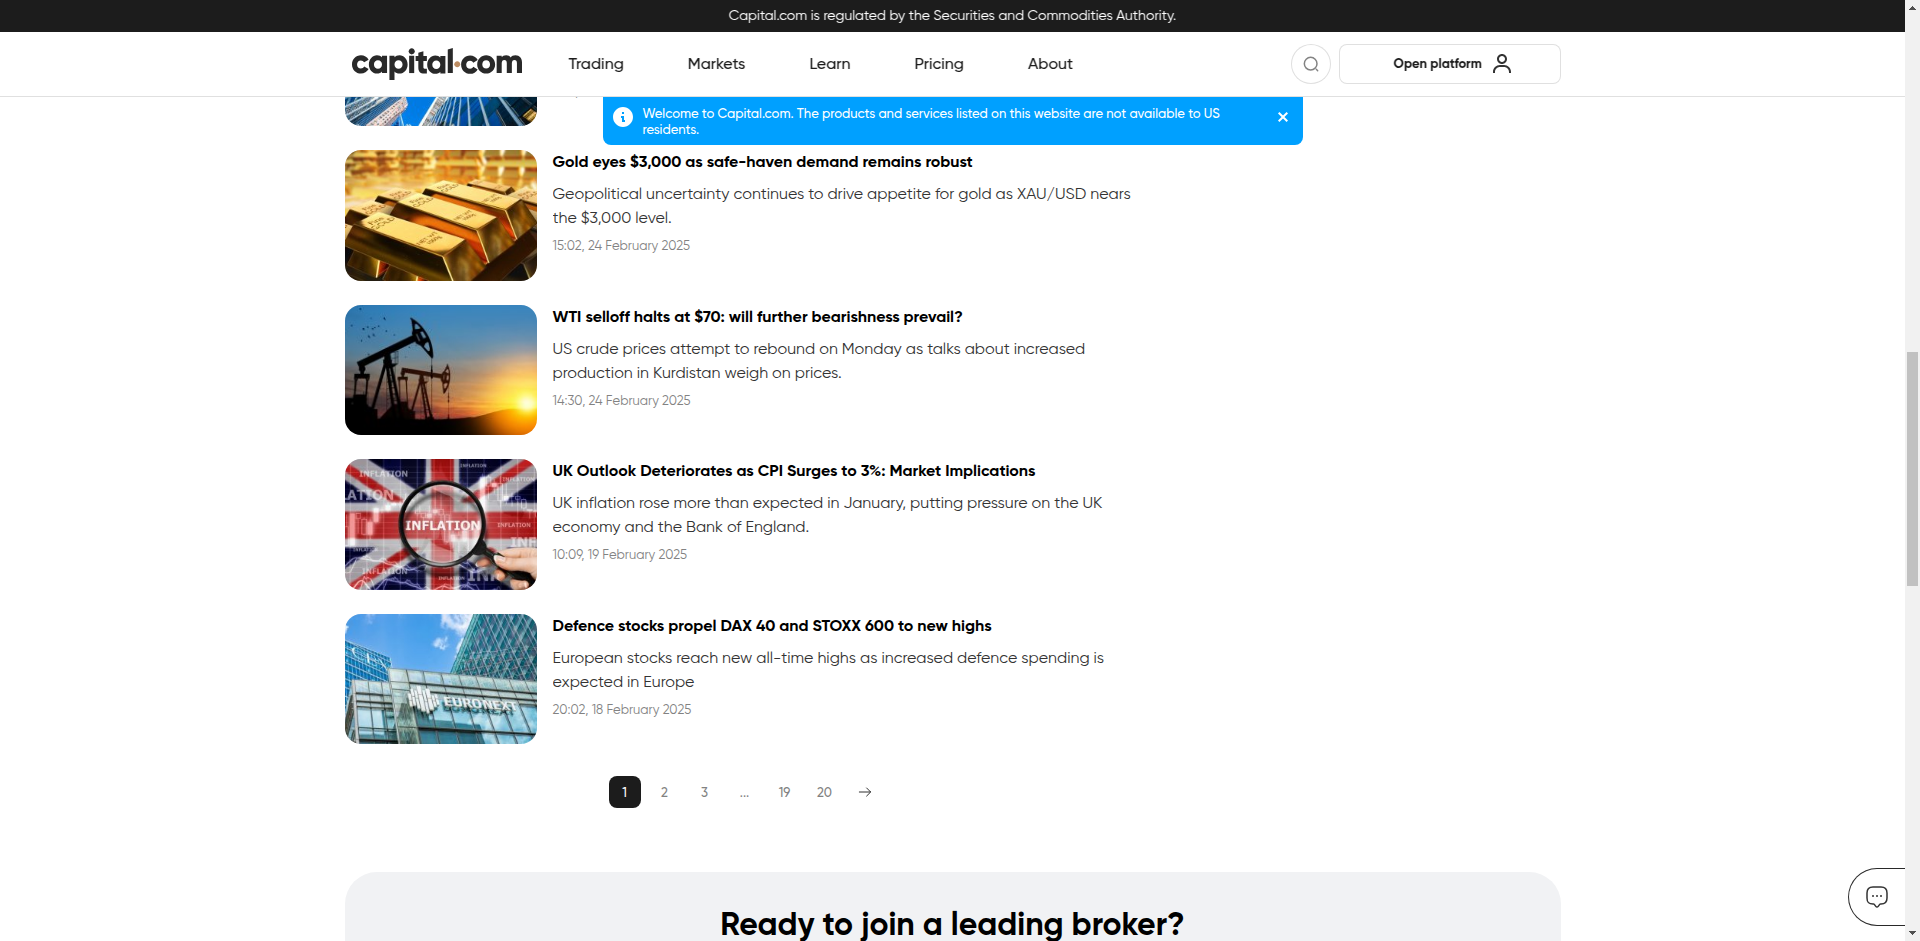 Capital.com is regulated by the Securities and Commodities Authority.
capital.com
Trading
Markets
Learn
Pricing
About
Open platform
Welcome to Capital.com. The products and services listed on this website are not available to US
residents.
Gold eyes $3,000 as safe-haven demand remains robust
Geopolitical uncertainty continues to drive appetite for gold as XAU/USD nears
the $3,000 level.
15:02, 24 February 2025
WTI selloff halts at $70: will further bearishness prevail?
US crude prices attempt to rebound on Monday as talks about increased
production in Kurdistan weigh on prices.
14:30, 24 February 2025
INFLATION
UK Outlook Deteriorates as CPI Surges to 3%: Market Implications
UK inflation rose more than expected in January, putting pressure on the UK
economy and the Bank of England.
10:09, 19 February 2025
EURONEXT
Defence stocks propel DAX 40 and STOXX 600 to new highs
European stocks reach new all-time highs as increased defence spending is
expected in Europe
20:02, 18 February 2025
1
2
3
...
19
20
Ready to join a leading broker?